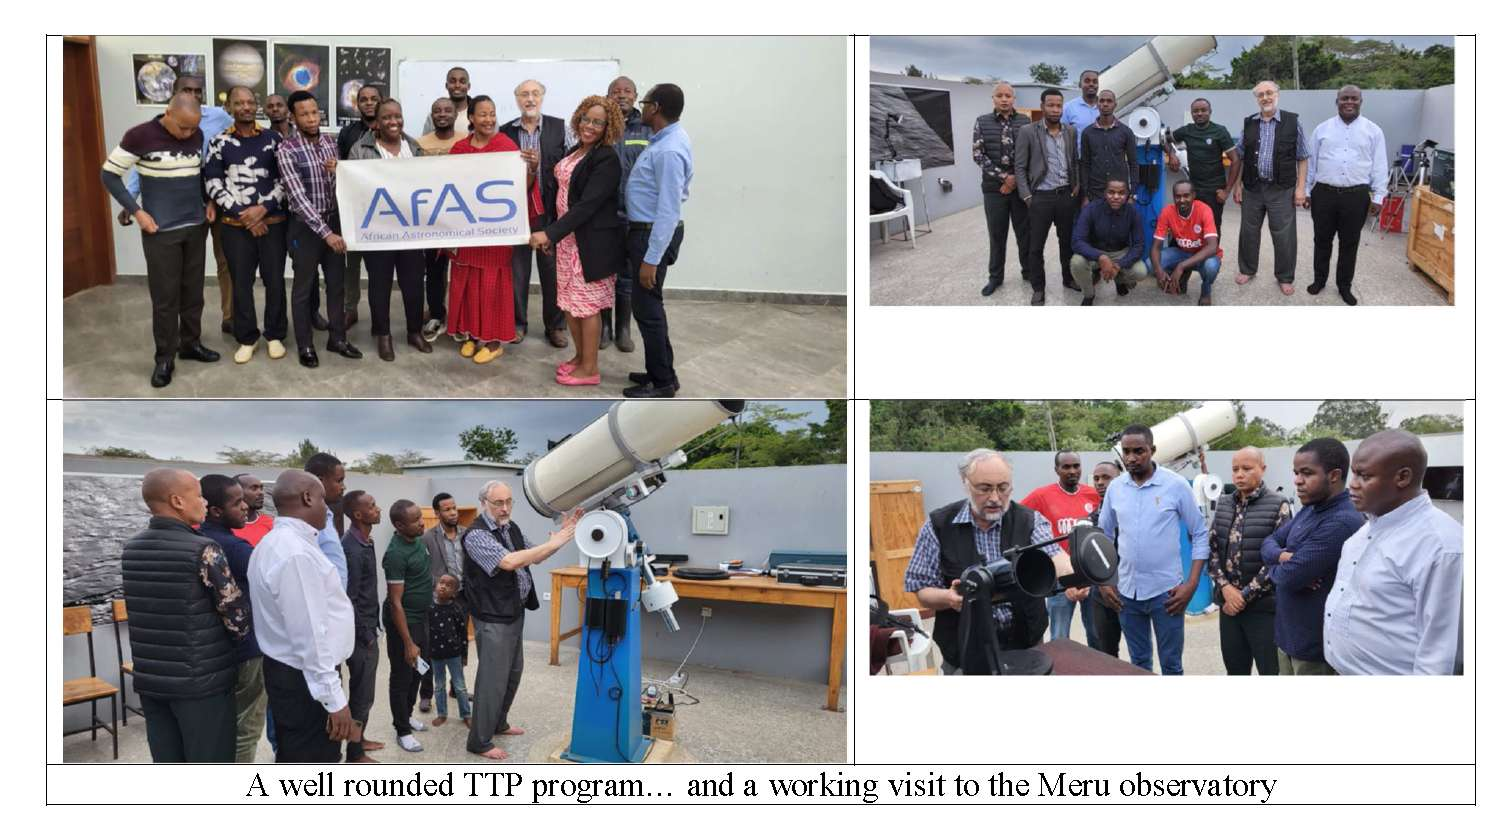 AfAS
African Astronomical Society
A well rounded TTP program… and a working visit to the Meru observatory